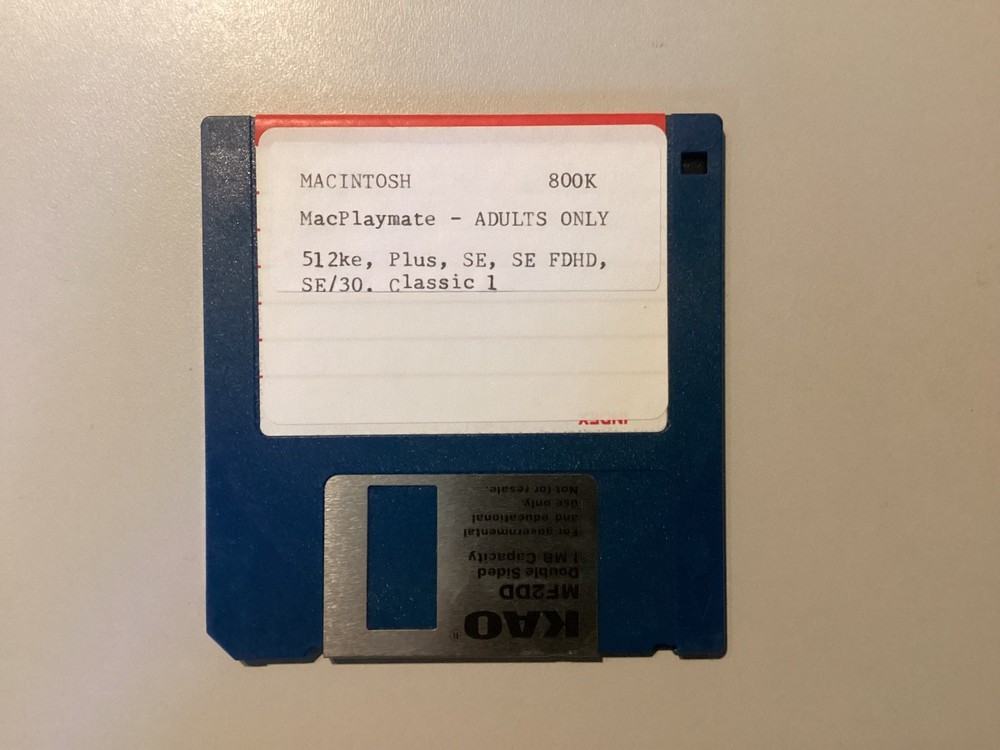 MACINTOSH 800K
MacPlaymate - ADULTS ONLY
512ke, Plus, SE, SE FDHD,
SE/30. Classic 1
INDEX
Not for resale.
use only.
and educational
For governmental
1 MB Capacity
Double Sided
MF2DD
KAO®